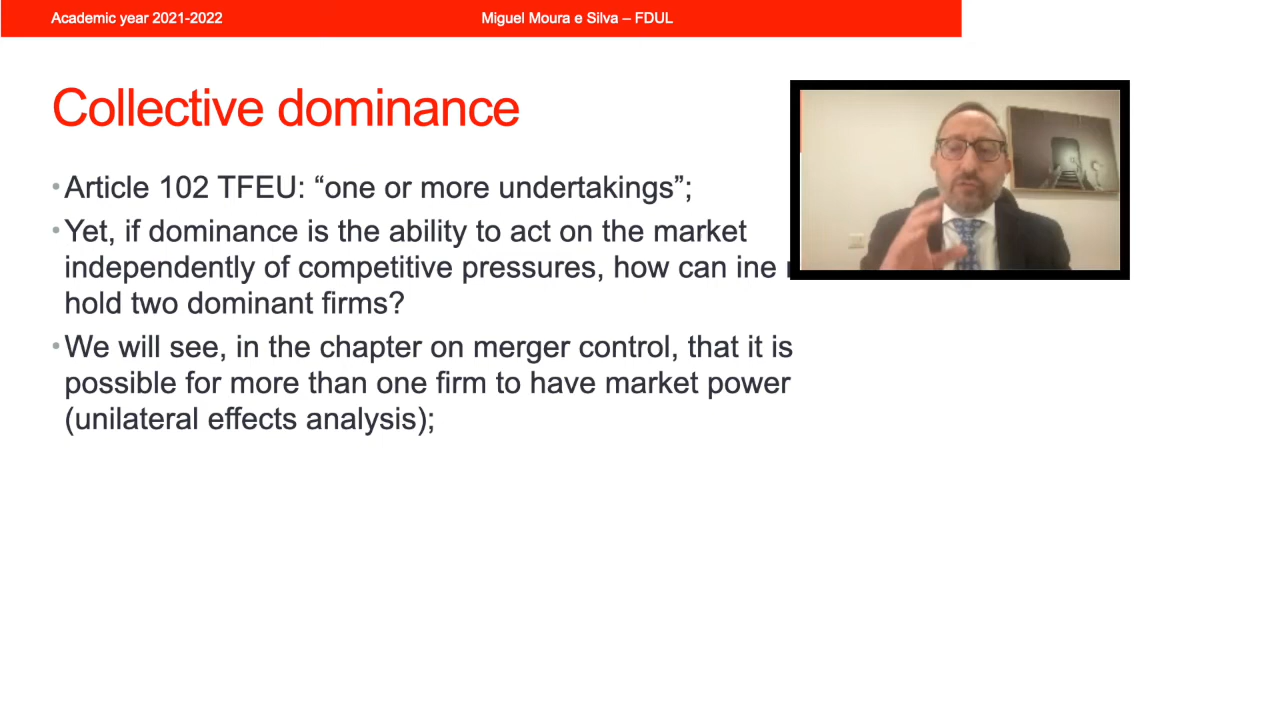 Academic year 2021-2022
Miguel Moura e Silva – FDUL
Collective dominance
•Article 102 TFEU: “one or more undertakings”;
•Yet, if dominance is the ability to act on the market
independently of competitive pressures, how can ine
hold two dominant firms?
•We will see, in the chapter on merger control, that it is
possible for more than one firm to have market power
(unilateral effects analysis);